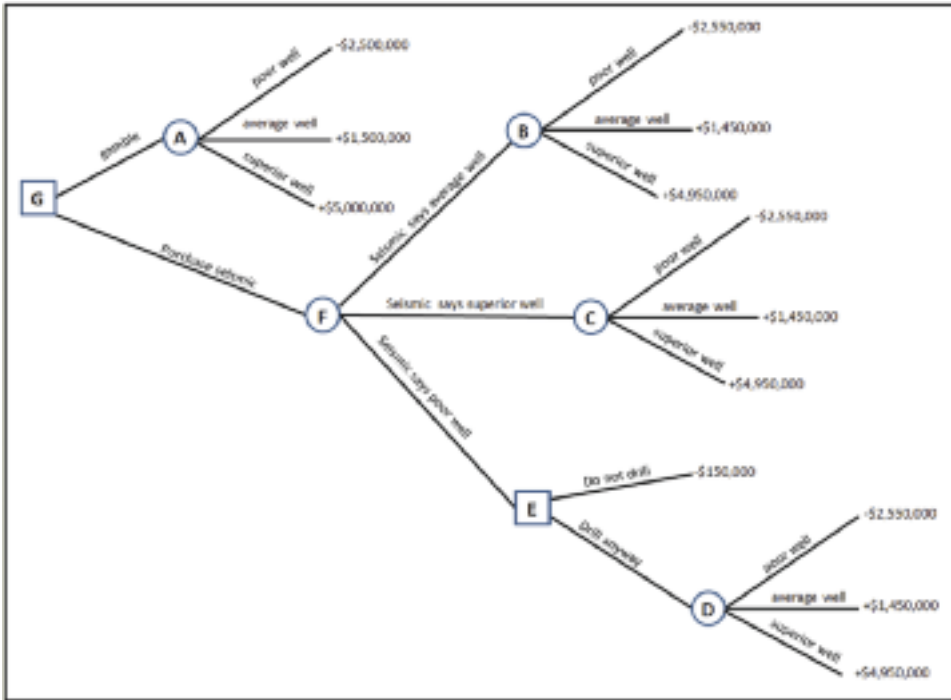 G
gamble
A
poor well
-$2,500,000
average well
+$1,500,000
superior well
+$5,000,000
Purchase seismic
F
Seismic says average well
B
poor well
-$2,550,000
average well
+$1,450,000
superior well
+$4,950,000
Seismic says superior well
C
poor well
-$2,550,000
average well
+$1,450,000
superior well
+$4,950,000
Seismic says poor well
E
Do not drill
-$150,000
Drill anyway
D
poor well
-$2,550,000
average well
+$1,450,000
superior well
+$4,950,000